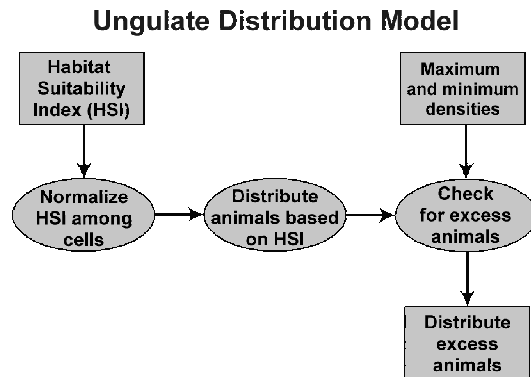 Ungulate Distribution Model
Habitat
Suitability
Index (HSI)
Maximum
and minimum
densities
Normalize
HSI among
cells
Distribute
animals based
on HSI
Check
for excess
animals
Distribute
excess
animals